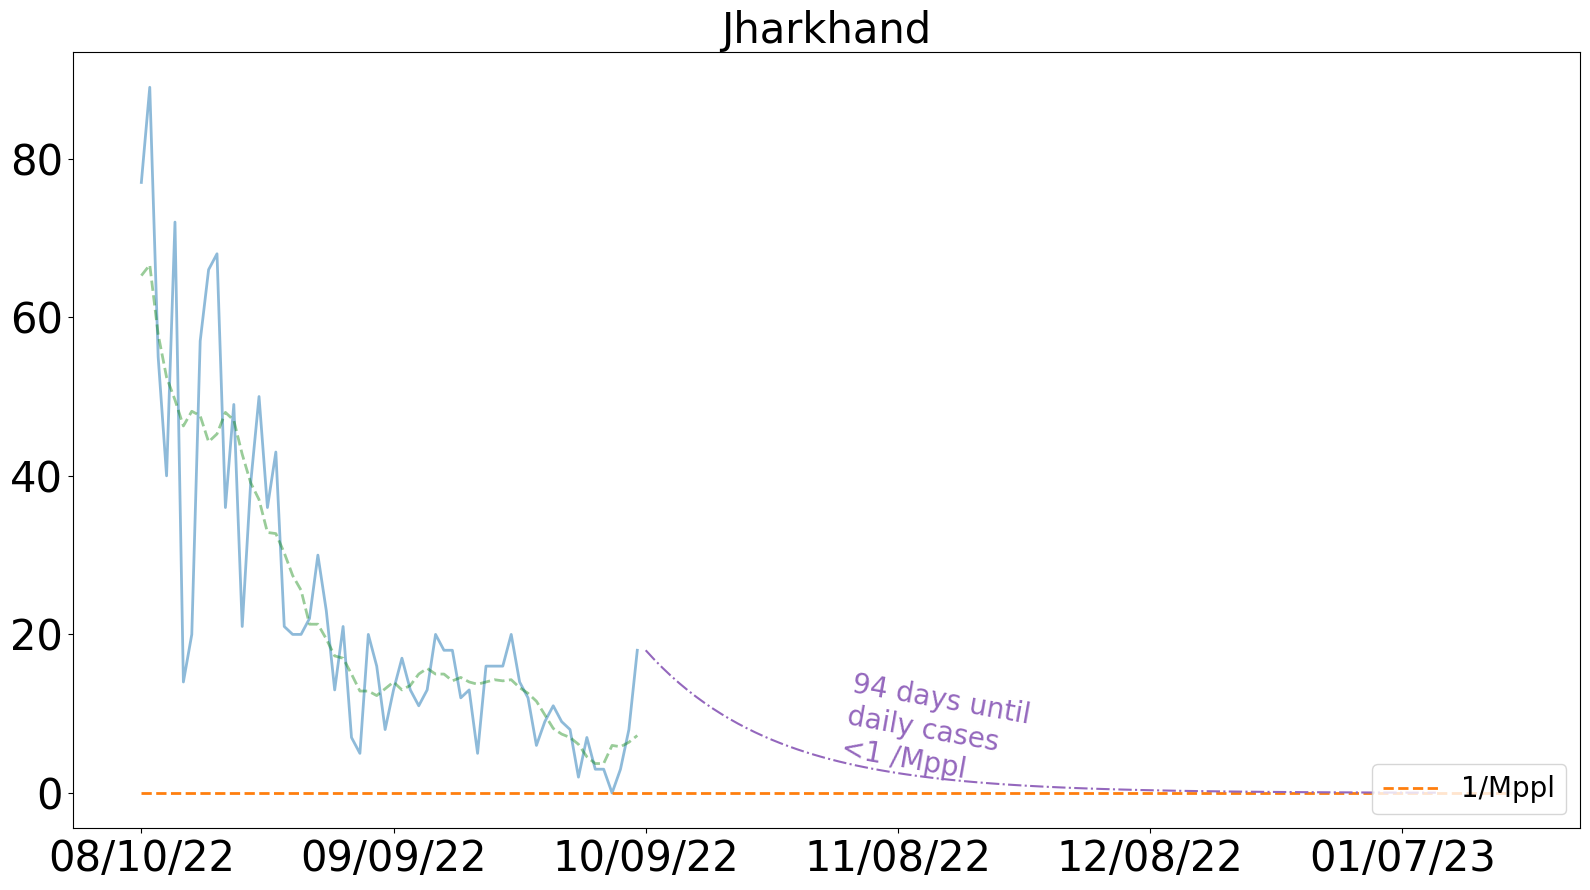 Jharkhand
80
60
40
20
0
94 days until
daily cases
<1 /Mppl
1/Mppl
08/10/22 09/09/22 10/09/22 11/08/22 12/08/22 01/07/23